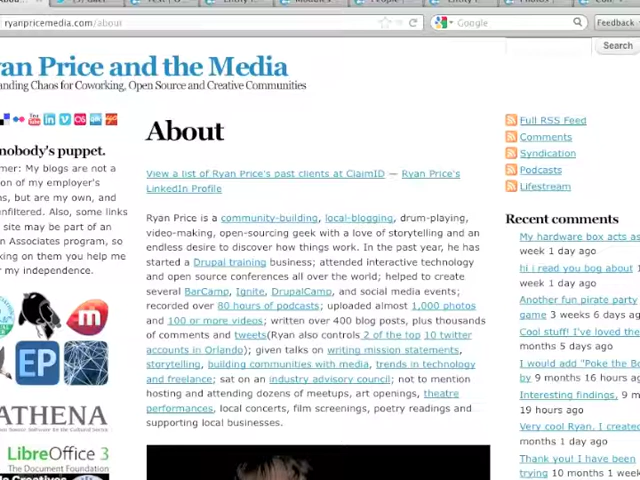 ryanpricemedia.com/about
Google
Feedback
Search
an Price and the Media
anding Chaos for Coworking, Open Source and Creative Communities
nobody's puppet.
mer: My blogs are not a
on of my employer's
ns, but are my own, and
unfiltered. Also, some links
site may be part of an
n Associates program, so
king on them you help me
r my independence.
EP
m
ATHENA
LibreOffice 3
The Document Foundation
About
View a list of Ryan Price's past clients at ClaimID — Ryan Price's
LinkedIn Profile
Ryan Price is a community-building, local-blogging, drum-playing,
video-making, open-sourcing geek with a love of storytelling and an
endless desire to discover how things work. In the past year, he has
started a Drupal training business; attended interactive technology
and open source conferences all over the world; helped to create
several BarCamp, Ignite, DrupalCamp, and social media events;
recorded over 80 hours of podcasts; uploaded almost 1,000 photos
and 100 or more videos; written over 400 blog posts, plus thousands
of comments and tweets(Ryan also controls 2 of the top 10 twitter
accounts in Orlando); given talks on writing mission statements,
storytelling, building communities with media, trends in technology
and freelance; sat on an industry advisory council; not to mention
hosting and attending dozens of meetups, art openings, theatre
performances, local concerts, film screenings, poetry readings and
supporting local businesses.
Full RSS Feed
Comments
Syndication
Podcasts
Lifestream
Recent comments
My hardware box acts as
week 1 day ago
hi i read you bog about
week 1 day ago
Another fun pirate party
game 3 weeks 6 days
Cool stuff! I've loved the
months 5 days ago
I would add "Poke the Bo
by 9 months 16 hours ag
Interesting findings, 9 m
19 hours ago
Very cool Ryan, I created
months 1 day ago
Thank you! I have been
trying 10 months 1 week